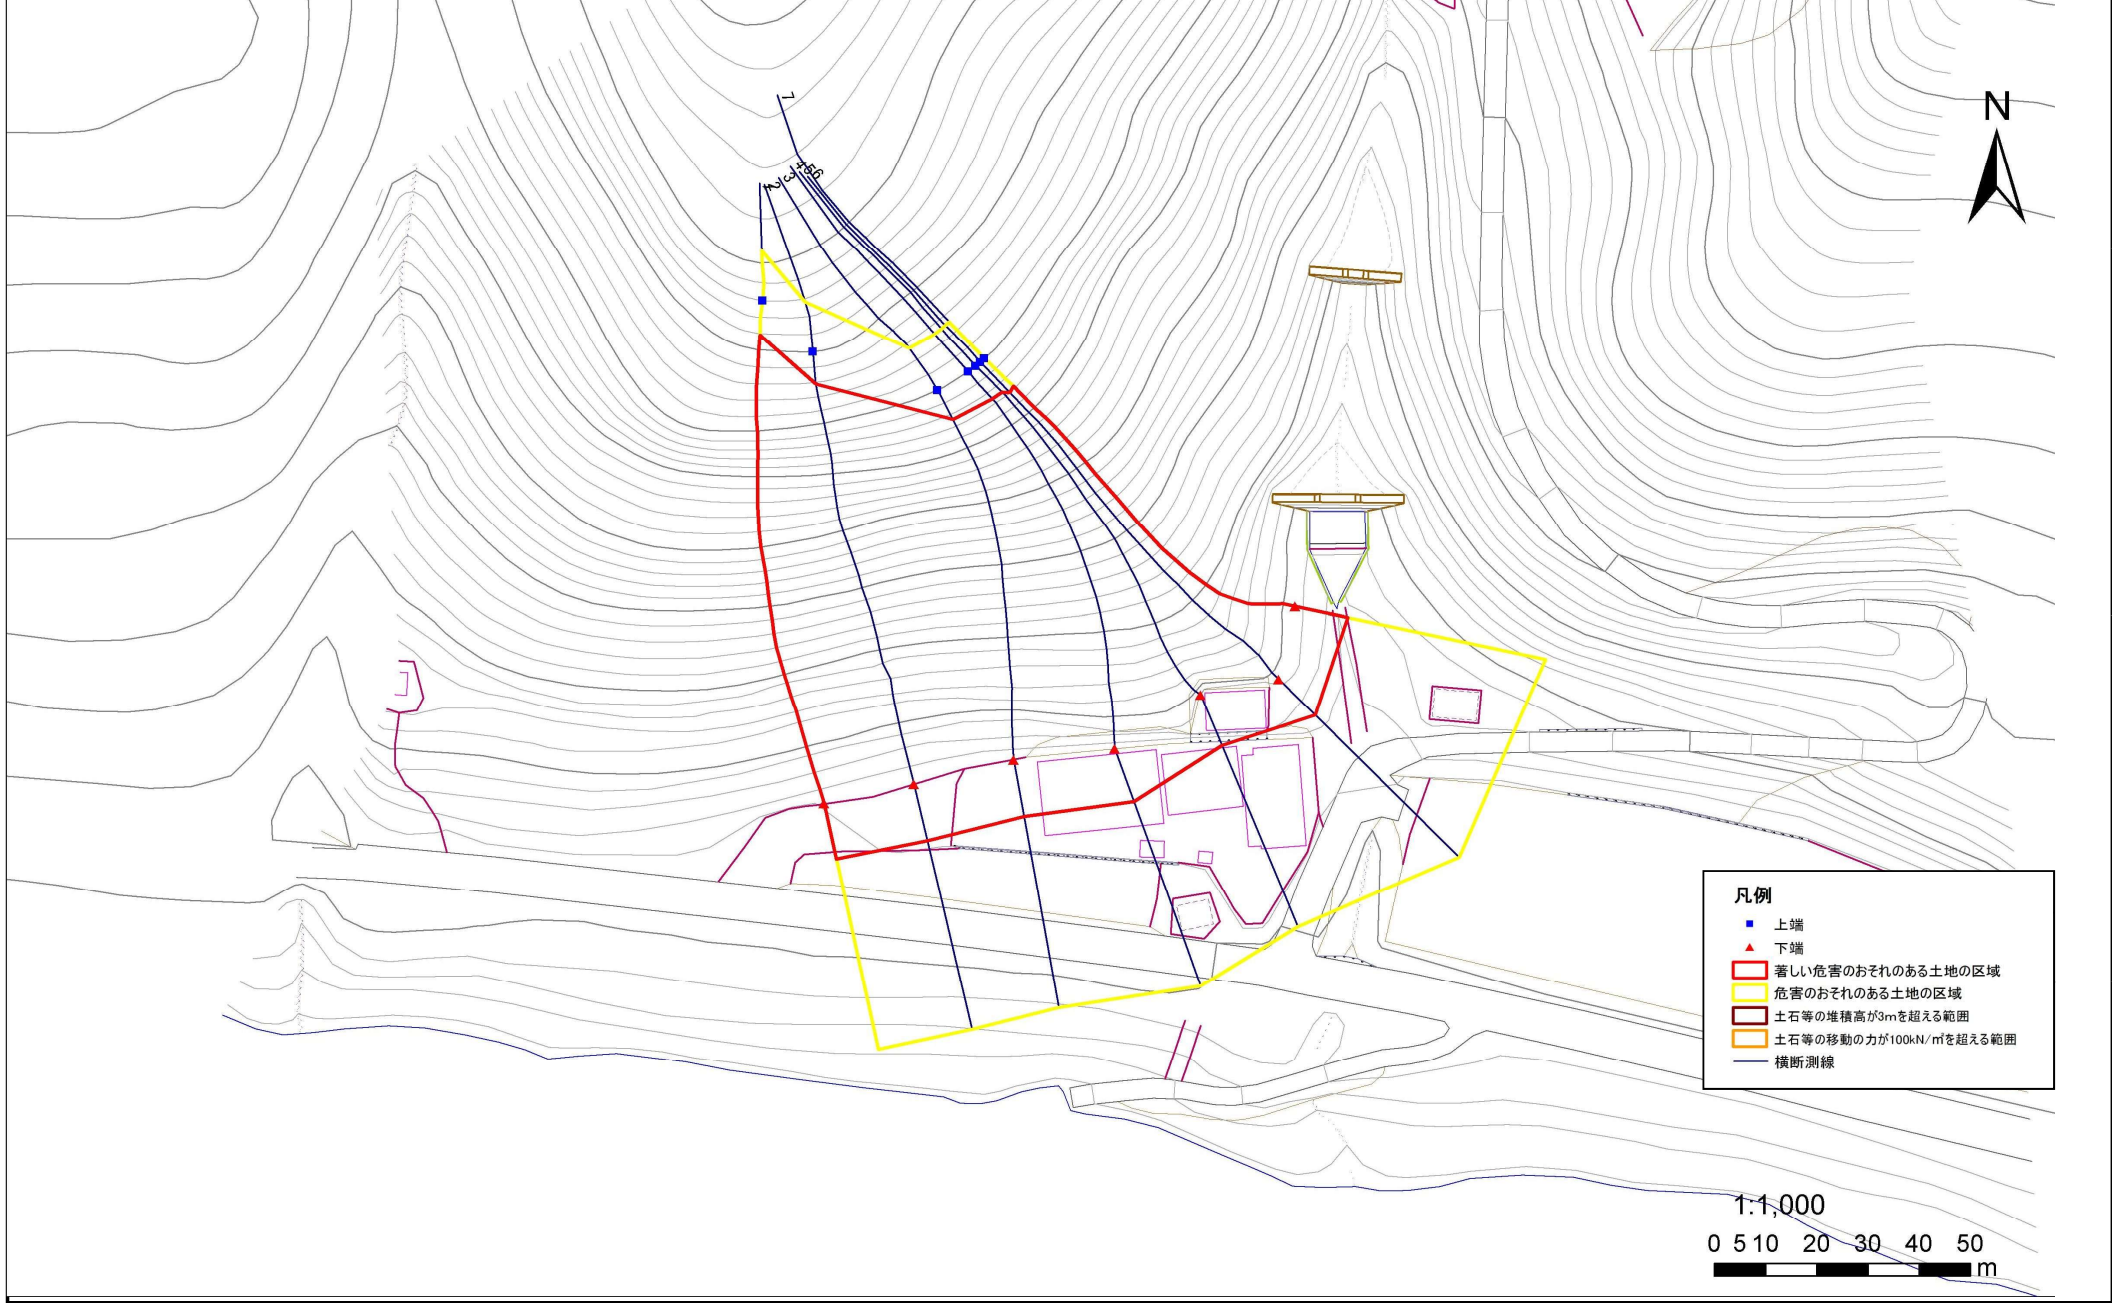 7
N
456
3
2
凡例
上端
下端
著しい危害のおそれのある土地の区域
危害のおそれのある土地の区域
土石等の堆積高が3mを超える範囲
土石等の移動の力が100kN/㎡を超える範囲
横断測線
1:1,000
0 5 10 20 30 40 50
m